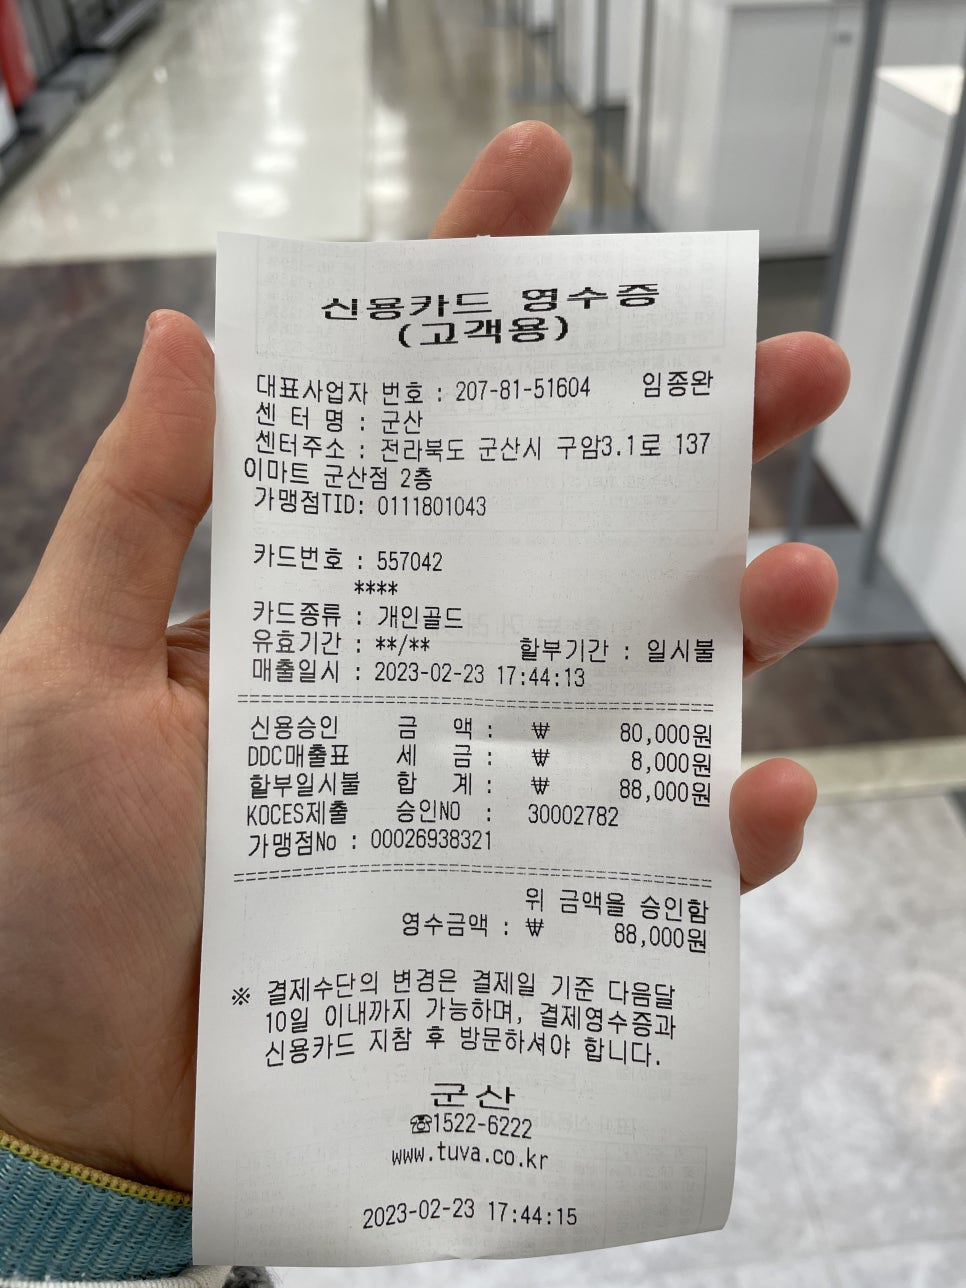 신용카드 영수증
(고객용)
대표사업자 번호 : 207-81-51604 임종완
센 터 명 : 군산
센터주소 : 전라북도 군산시 구암3.1로 137
이마트 군산점 2층
가맹점TID: 0111801043
카드번호 : 557042
****
카드종류 : 개인골드
유효기간 : **/** 할부기간 : 일시불
매출일시 : 2023-02-23 17:44:13
신용승인 금 액 : ₩ 80,000원
DDC매출표 세 금 : ₩ 8,000원
할부일시불 합 계 : ₩ 88,000원
KOCES제출 승인NO : 30002782
가맹점No : 00026938321
위 금액을 승인함
영수금액 : ₩ 88,000원
※ 결제수단의 변경은 결제일 기준 다음달
10일 이내까지 가능하며, 결제영수증과
신용카드 지참 후 방문하셔야 합니다.
군산
☎1522-6222
www.tuva.co.kr
2023-02-23 17:44:15